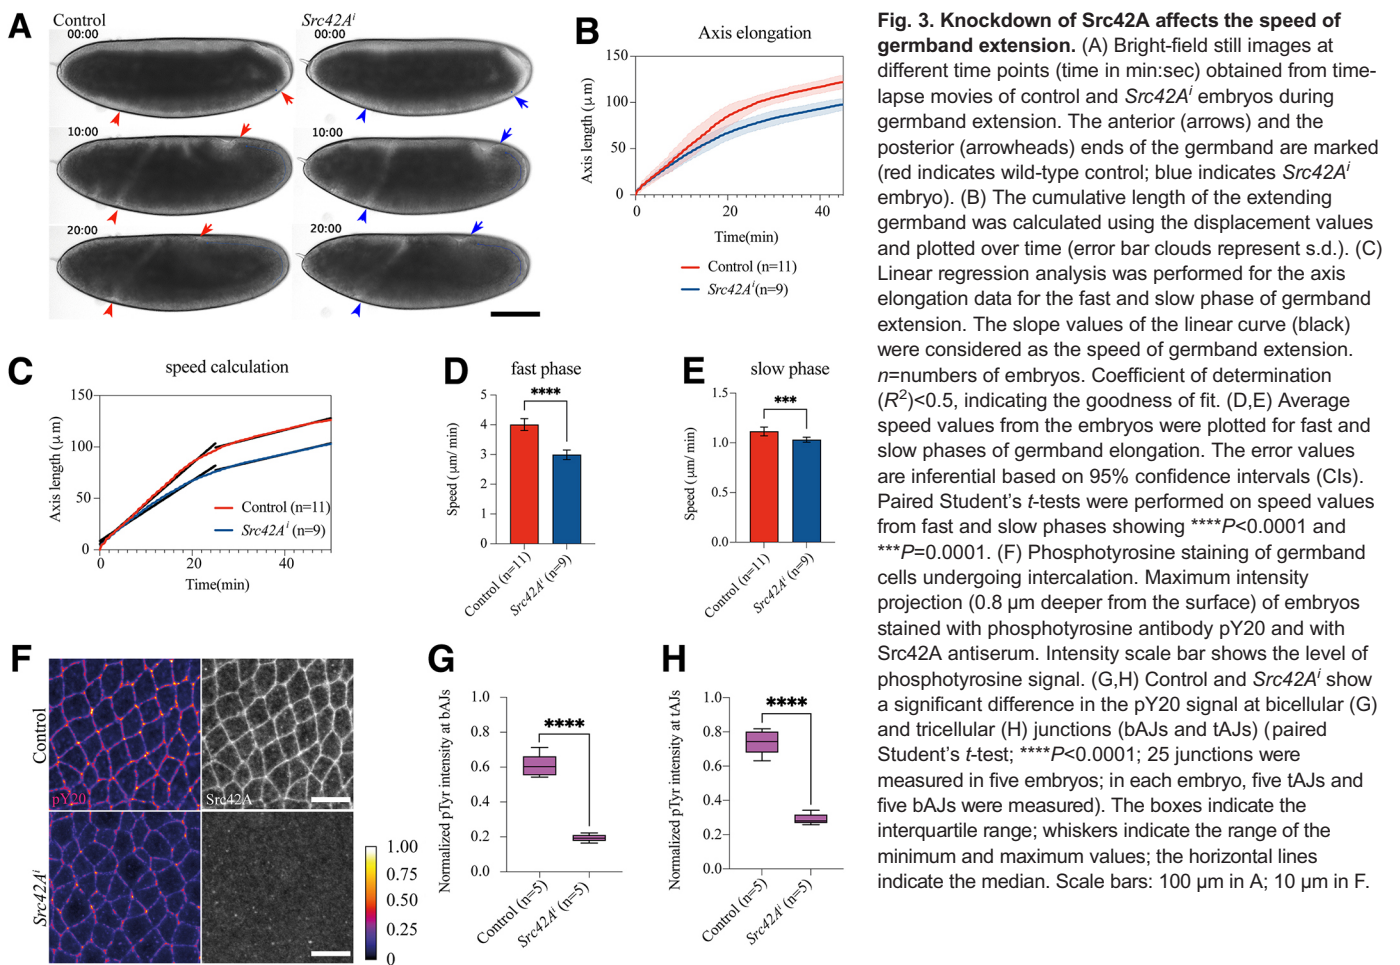 A
Control
Src42Aⁱ
00:00
00:00
10:00
10:00
20:00
20:00
B
Axis elongation
Axis length (µm)
150
100
50
0
0
20
40
Time(min)
Control (n=11)
Src42Aⁱ(n=9)
C
speed calculation
Axis length (µm)
150
100
50
0
0
20
40
Time(min)
Control (n=11)
Src42Aⁱ (n=9)
D
fast phase
****
Speed (µm/ min)
5
4
3
2
1
0
Control (n=11)
Src42Aⁱ (n=9)
E
slow phase
***
Speed (µm/ min)
1.5
1.0
0.5
0.0
Control (n=11)
Src42Aⁱ (n=9)
F
Control
pY20
Src42A
Src42Aⁱ
1.00
0.75
0.50
0.25
0
G
Normalized pTyr intensity at bAJs
1.0
0.8
0.6
0.4
0.2
0.0
****
Control (n=5)
Src42Aⁱ (n=5)
H
Normalized pTyr intensity at tAJs
1.0
0.8
0.6
0.4
0.2
0.0
****
Control (n=5)
Src42Aⁱ (n=5)
Fig. 3. Knockdown of Src42A affects the speed of
germband extension. (A) Bright-field still images at
different time points (time in min:sec) obtained from time-
lapse movies of control and Src42Aⁱ embryos during
germband extension. The anterior (arrows) and the
posterior (arrowheads) ends of the germband are marked
(red indicates wild-type control; blue indicates Src42Aⁱ
embryo). (B) The cumulative length of the extending
germband was calculated using the displacement values
and plotted over time (error bar clouds represent s.d.). (C)
Linear regression analysis was performed for the axis
elongation data for the fast and slow phase of germband
extension. The slope values of the linear curve (black)
were considered as the speed of germband extension.
n=numbers of embryos. Coefficient of determination
(R²)<0.5, indicating the goodness of fit. (D,E) Average
speed values from the embryos were plotted for fast and
slow phases of germband elongation. The error values
are inferential based on 95% confidence intervals (CIs).
Paired Student's t-tests were performed on speed values
from fast and slow phases showing ****P<0.0001 and
***P=0.0001. (F) Phosphotyrosine staining of germband
cells undergoing intercalation. Maximum intensity
projection (0.8 µm deeper from the surface) of embryos
stained with phosphotyrosine antibody pY20 and with
Src42A antiserum. Intensity scale bar shows the level of
phosphotyrosine signal. (G,H) Control and Src42Aⁱ show
a significant difference in the pY20 signal at bicellular (G)
and tricellular (H) junctions (bAJs and tAJs) (paired
Student's t-test; ****P<0.0001; 25 junctions were
measured in five embryos; in each embryo, five tAJs and
five bAJs were measured). The boxes indicate the
interquartile range; whiskers indicate the range of the
minimum and maximum values; the horizontal lines
indicate the median. Scale bars: 100 µm in A; 10 µm in F.